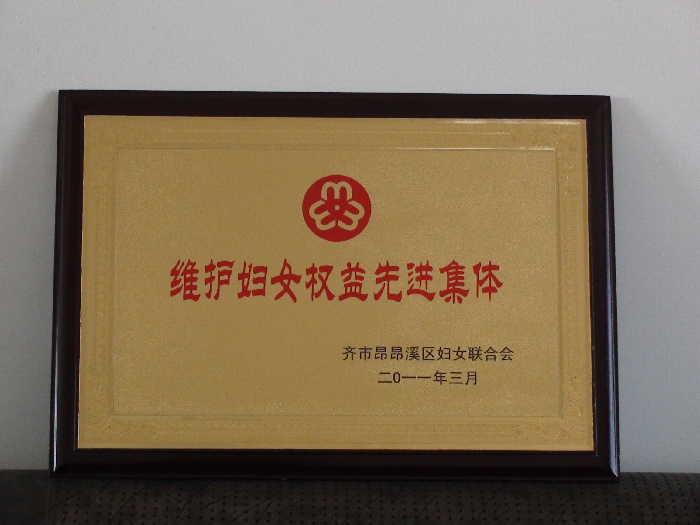 维护妇女权益先进集体
齐市昂昂溪区妇女联合会
二0一一年三月